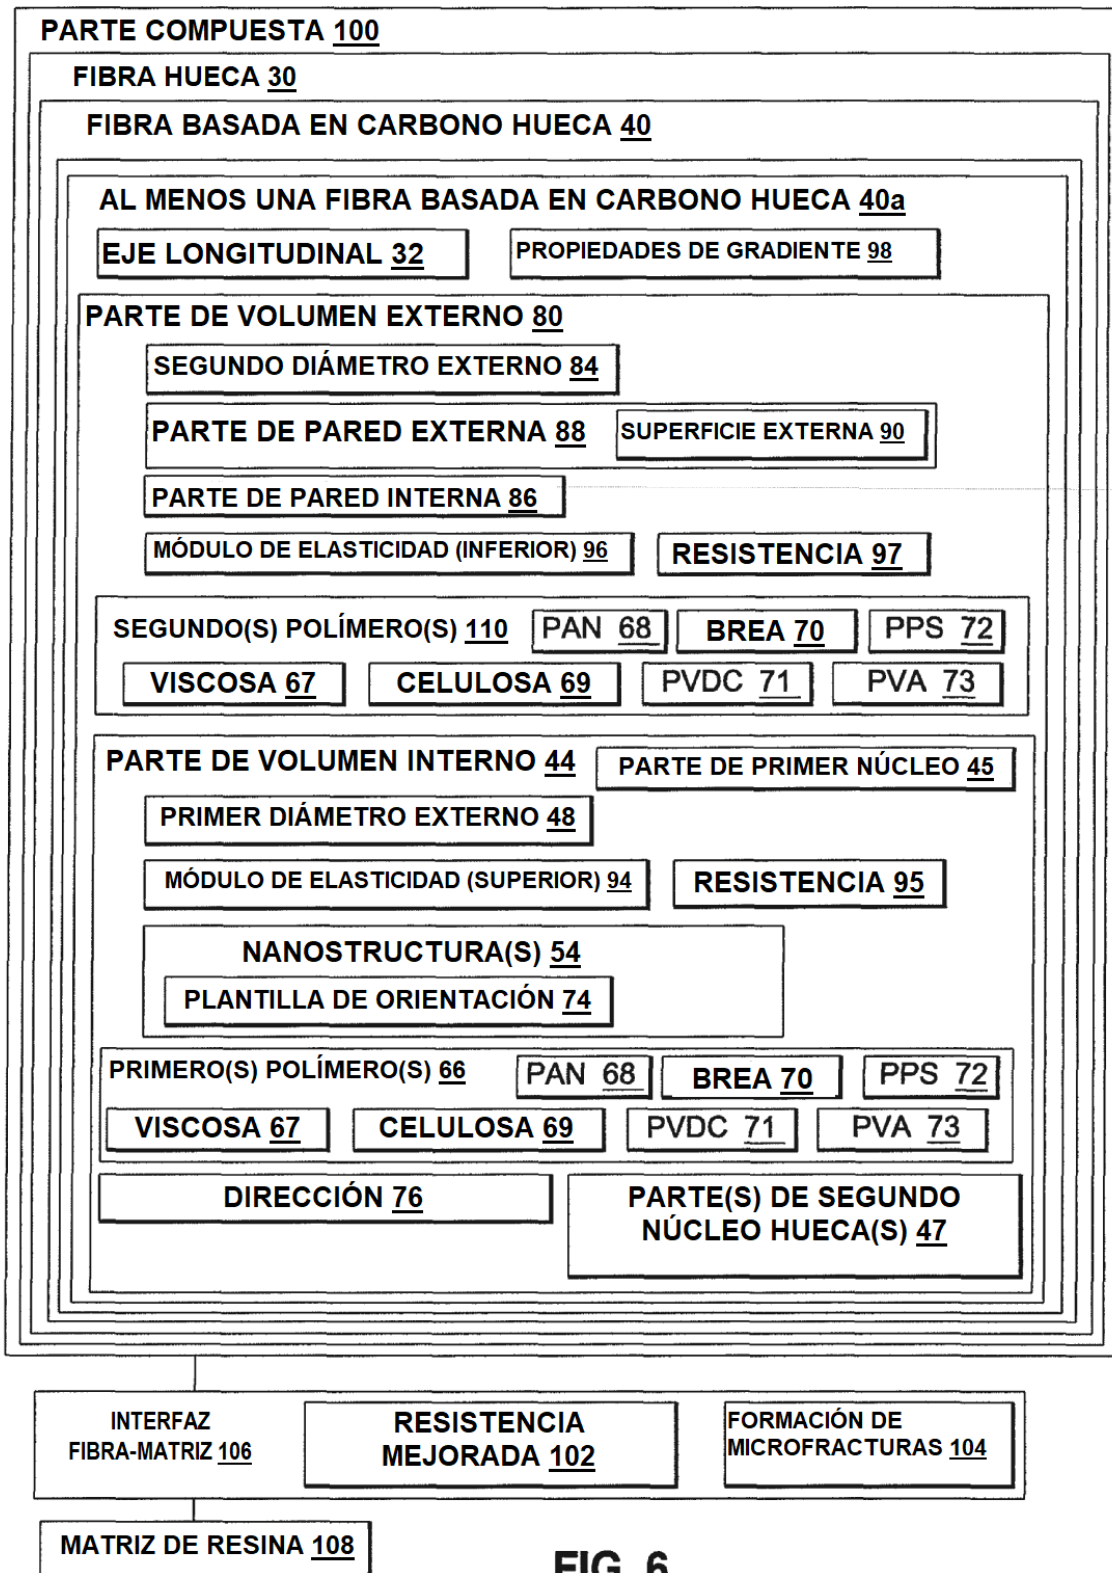 PARTE COMPUESTA 100
FIBRA HUECA 30
FIBRA BASADA EN CARBONO HUECA 40
AL MENOS UNA FIBRA BASADA EN CARBONO HUECA 40a
EJE LONGITUDINAL 32
PROPIEDADES DE GRADIENTE 98
PARTE DE VOLUMEN EXTERNO 80
SEGUNDO DIÁMETRO EXTERNO 84
PARTE DE PARED EXTERNA 88
SUPERFICIE EXTERNA 90
PARTE DE PARED INTERNA 86
MÓDULO DE ELASTICIDAD (INFERIOR) 96
RESISTENCIA 97
SEGUNDO(S) POLÍMERO(S) 110
PAN 68
BREA 70
PPS 72
VISCOSA 67
CELULOSA 69
PVDC 71
PVA 73
PARTE DE VOLUMEN INTERNO 44
PARTE DE PRIMER NÚCLEO 45
PRIMER DIÁMETRO EXTERNO 48
MÓDULO DE ELASTICIDAD (SUPERIOR) 94
RESISTENCIA 95
NANOSTRUCTURA(S) 54
PLANTILLA DE ORIENTACIÓN 74
PRIMERO(S) POLÍMERO(S) 66
PAN 68
BREA 70
PPS 72
VISCOSA 67
CELULOSA 69
PVDC 71
PVA 73
DIRECCIÓN 76
PARTE(S) DE SEGUNDO
NÚCLEO HUECA(S) 47
INTERFAZ
FIBRA-MATRIZ 106
RESISTENCIA
MEJORADA 102
FORMACIÓN DE
MICROFRACTURAS 104
MATRIZ DE RESINA 108
FIG. 6